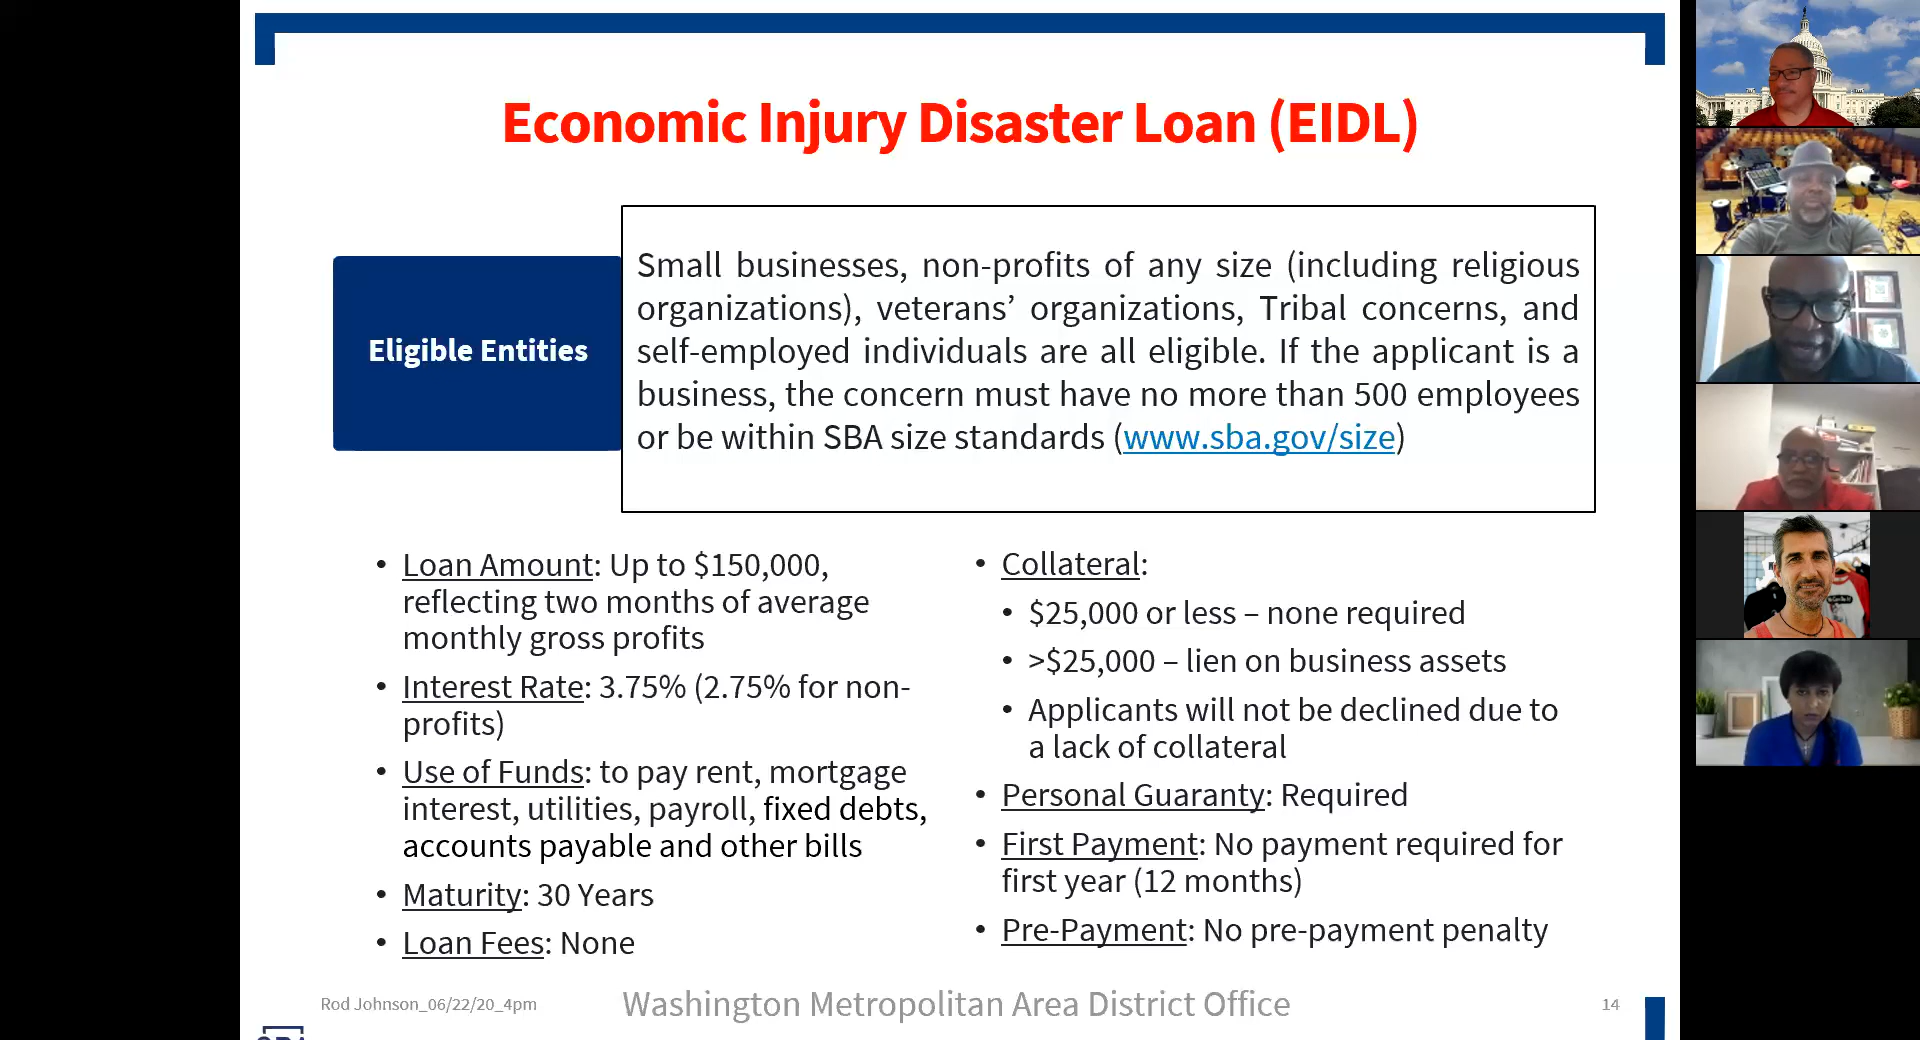 Economic Injury Disaster Loan (EIDL)
Eligible Entities
Small businesses, non-profits of any size (including religious
organizations), veterans’ organizations, Tribal concerns, and
self-employed individuals are all eligible. If the applicant is a
business, the concern must have no more than 500 employees
or be within SBA size standards (www.sba.gov/size)
• Loan Amount: Up to $150,000,
reflecting two months of average
monthly gross profits
• Interest Rate: 3.75% (2.75% for non-
profits)
• Use of Funds: to pay rent, mortgage
interest, utilities, payroll, fixed debts,
accounts payable and other bills
• Maturity: 30 Years
• Loan Fees: None
• Collateral:
• $25,000 or less – none required
• >$25,000 – lien on business assets
• Applicants will not be declined due to
a lack of collateral
• Personal Guaranty: Required
• First Payment: No payment required for
first year (12 months)
• Pre-Payment: No pre-payment penalty
Rod Johnson_06/22/20_4pm
Washington Metropolitan Area District Office
14